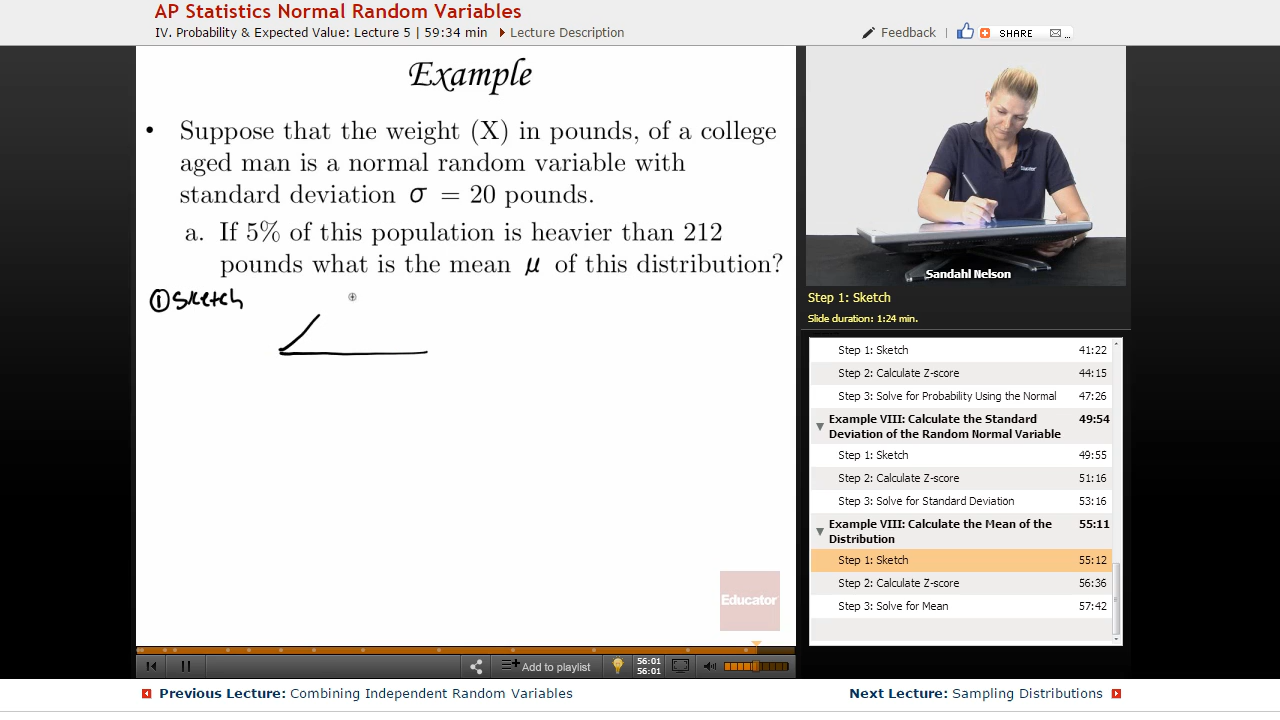 AP Statistics Normal Random Variables
IV. Probability & Expected Value: Lecture 5 | 59:34 min Lecture Description
Feedback | SHARE ...
Example
• Suppose that the weight (X) in pounds, of a college
aged man is a normal random variable with
standard deviation σ = 20 pounds.
a. If 5% of this population is heavier than 212
pounds what is the mean μ of this distribution?
① Sketch
Educator
Add to playlist
56:01
56:01
Sandahl Nelson
Step 1: Sketch
Slide duration: 1:24 min.
Step 1: Sketch 41:22
Step 2: Calculate Z-score 44:15
Step 3: Solve for Probability Using the Normal 47:26
Example VIII: Calculate the Standard 49:54
Deviation of the Random Normal Variable
Step 1: Sketch 49:55
Step 2: Calculate Z-score 51:16
Step 3: Solve for Standard Deviation 53:16
Example VIII: Calculate the Mean of the 55:11
Distribution
Step 1: Sketch 55:12
Step 2: Calculate Z-score 56:36
Step 3: Solve for Mean 57:42
Previous Lecture: Combining Independent Random Variables
Next Lecture: Sampling Distributions